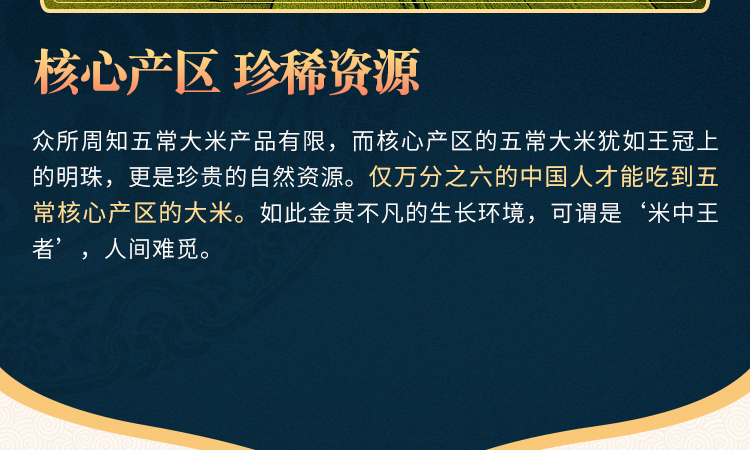 核心产区 珍稀资源
众所周知五常大米产品有限，而核心产区的五常大米犹如王冠上
的明珠，更是珍贵的自然资源。仅万分之六的中国人才能吃到五
常核心产区的大米。如此金贵不凡的生长环境，可谓是‘米中王
者’，人间难觅。